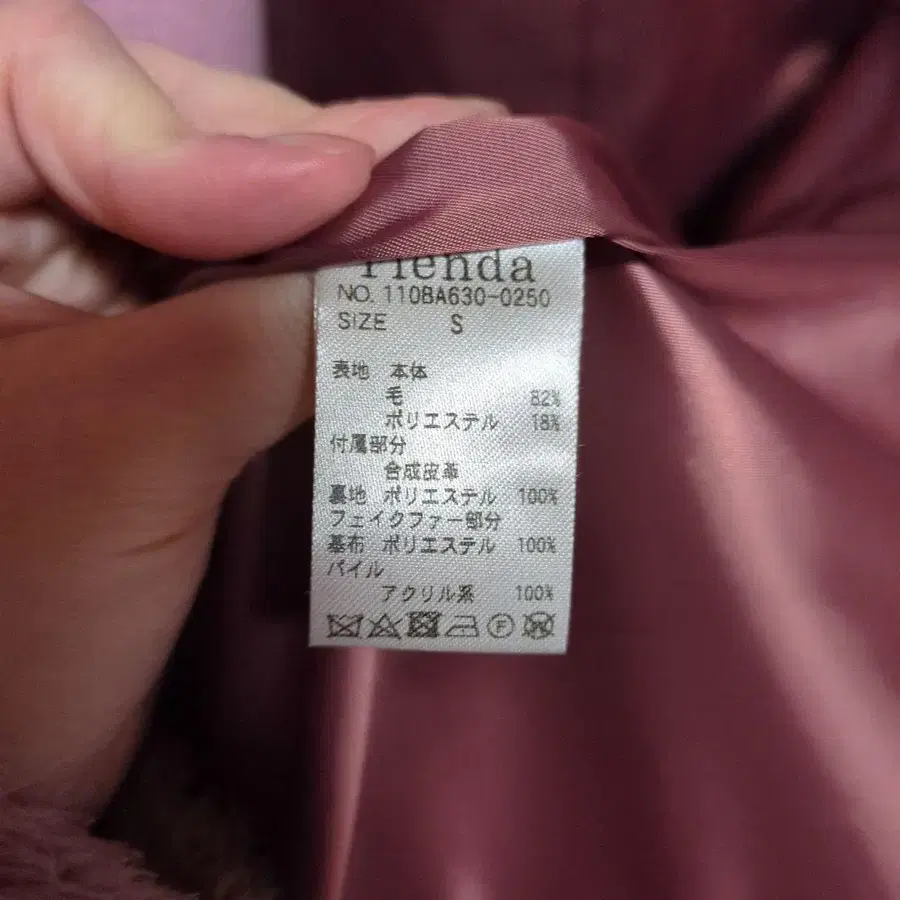 rienda
NO. 110BA630-0250
SIZE S
表地 本体
毛 82%
ポリエステル 18%
付属部分
合成皮革
裏地 ポリエステル 100%
フェイクファー部分
基布 ポリエステル 100%
パイル
アクリル系 100%
F
W